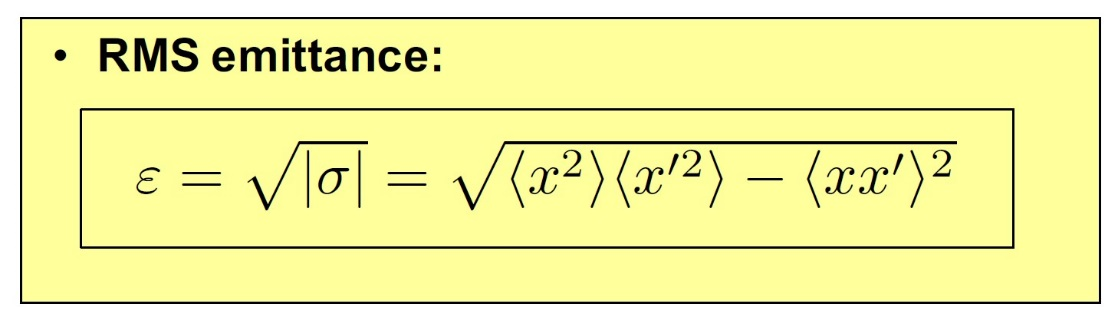 • RMS emittance:
ε = √|σ| = √⟨x²⟩⟨x′²⟩ − ⟨xx′⟩²